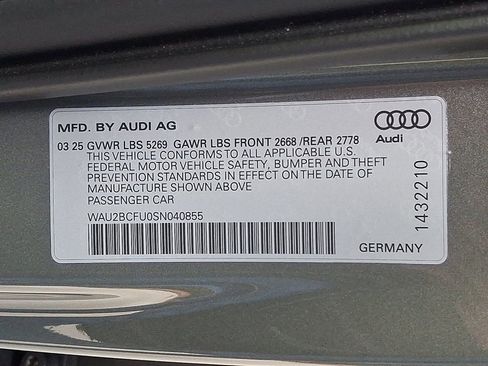 MFD. BY AUDI AG
03 25 GVWR LBS 5269 GAWR LBS FRONT 2668 /REAR 2778
THIS VEHICLE CONFORMS TO ALL APPLICABLE U.S.
FEDERAL MOTOR VEHICLE SAFETY, BUMPER AND THEFT
PREVENTION STANDARDS IN EFFECT ON THE DATE OF
MANUFACTURE SHOWN ABOVE
PASSENGER CAR
WAU2BCFU0SN040855
Audi
1432210
GERMANY